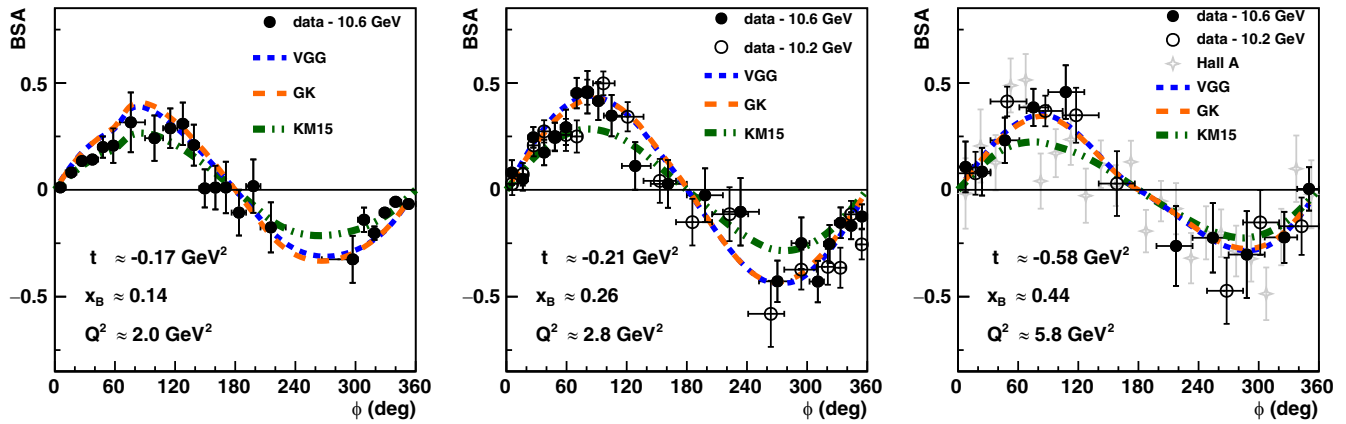 BSA
data - 10.6 GeV
VGG
GK
KM15
0.5
0
−0.5
t ≈ -0.17 GeV²
x_B ≈ 0.14
Q² ≈ 2.0 GeV²
0 60 120 180 240 300 360
ϕ (deg)
BSA
data - 10.6 GeV
data - 10.2 GeV
VGG
GK
KM15
0.5
0
−0.5
t ≈ -0.21 GeV²
x_B ≈ 0.26
Q² ≈ 2.8 GeV²
0 60 120 180 240 300 360
ϕ (deg)
BSA
data - 10.6 GeV
data - 10.2 GeV
Hall A
VGG
GK
KM15
0.5
0
−0.5
t ≈ -0.58 GeV²
x_B ≈ 0.44
Q² ≈ 5.8 GeV²
0 60 120 180 240 300 360
ϕ (deg)